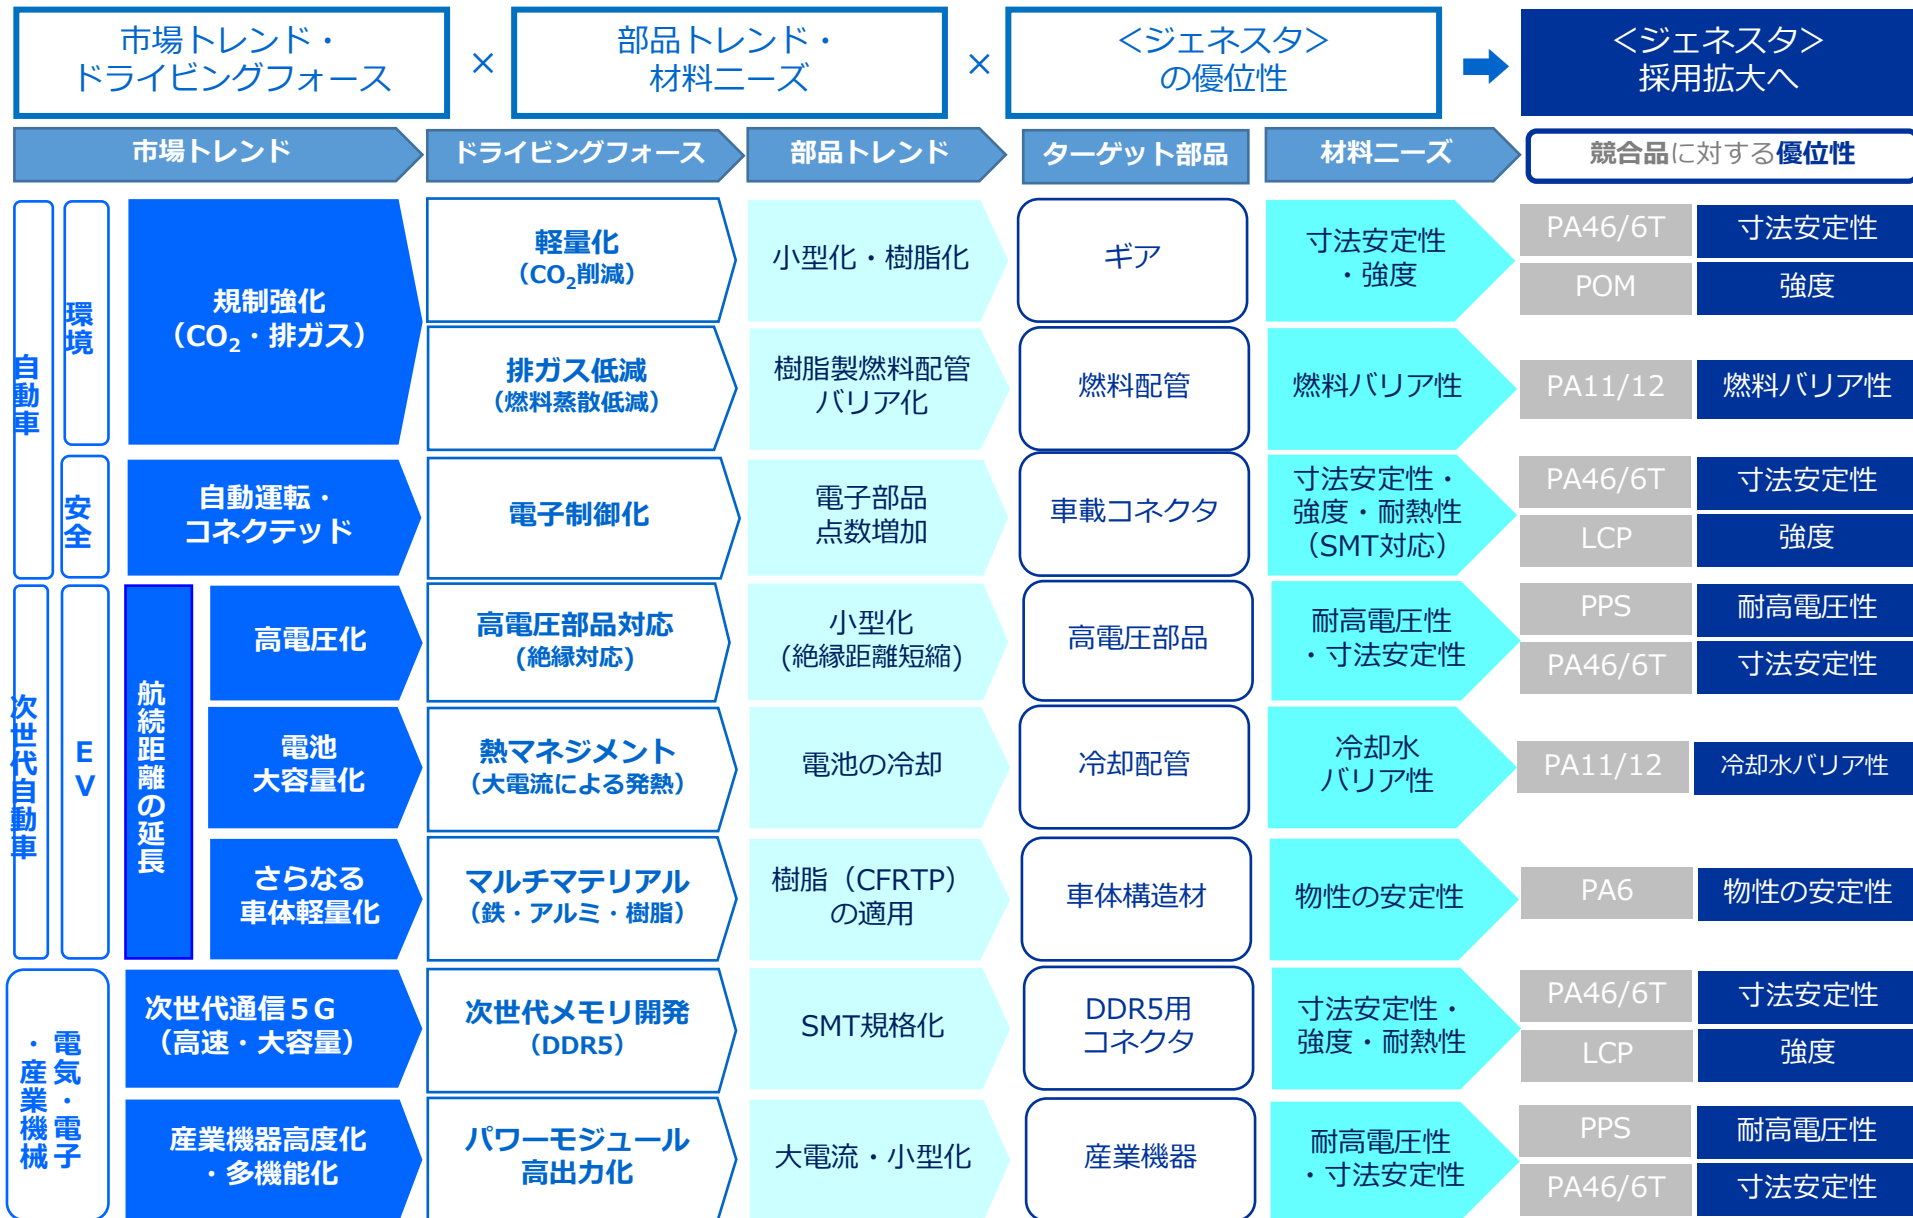 市場トレンド・
ドライビングフォース
×
部品トレンド・
材料ニーズ
×
＜ジェネスタ＞
の優位性
＜ジェネスタ＞
採用拡大へ
市場トレンド
ドライビングフォース
部品トレンド
ターゲット部品
材料ニーズ
競合品に対する優位性
自動車
環境
規制強化
（CO₂・排ガス）
軽量化
（CO₂削減）
小型化・樹脂化
ギア
寸法安定性
・強度
PA46/6T
寸法安定性
POM
強度
排ガス低減
（燃料蒸散低減）
樹脂製燃料配管
バリア化
燃料配管
燃料バリア性
PA11/12
燃料バリア性
安全
自動運転・
コネクテッド
電子制御化
電子部品
点数増加
車載コネクタ
寸法安定性・
強度・耐熱性
（SMT対応）
PA46/6T
寸法安定性
LCP
強度
次世代自動車
EV
航続距離の延長
高電圧化
高電圧部品対応
(絶縁対応)
小型化
(絶縁距離短縮)
高電圧部品
耐高電圧性
・寸法安定性
PPS
耐高電圧性
PA46/6T
寸法安定性
電池
大容量化
熱マネジメント
（大電流による発熱）
電池の冷却
冷却配管
冷却水
バリア性
PA11/12
冷却水バリア性
さらなる
車体軽量化
マルチマテリアル
（鉄・アルミ・樹脂）
樹脂（CFRTP）
の適用
車体構造材
物性の安定性
PA6
物性の安定性
電気・電子
・産業機械
次世代通信５G
（高速・大容量）
次世代メモリ開発
（DDR5）
SMT規格化
DDR5用
コネクタ
寸法安定性・
強度・耐熱性
PA46/6T
寸法安定性
LCP
強度
産業機器高度化
・多機能化
パワーモジュール
高出力化
大電流・小型化
産業機器
耐高電圧性
・寸法安定性
PPS
耐高電圧性
PA46/6T
寸法安定性